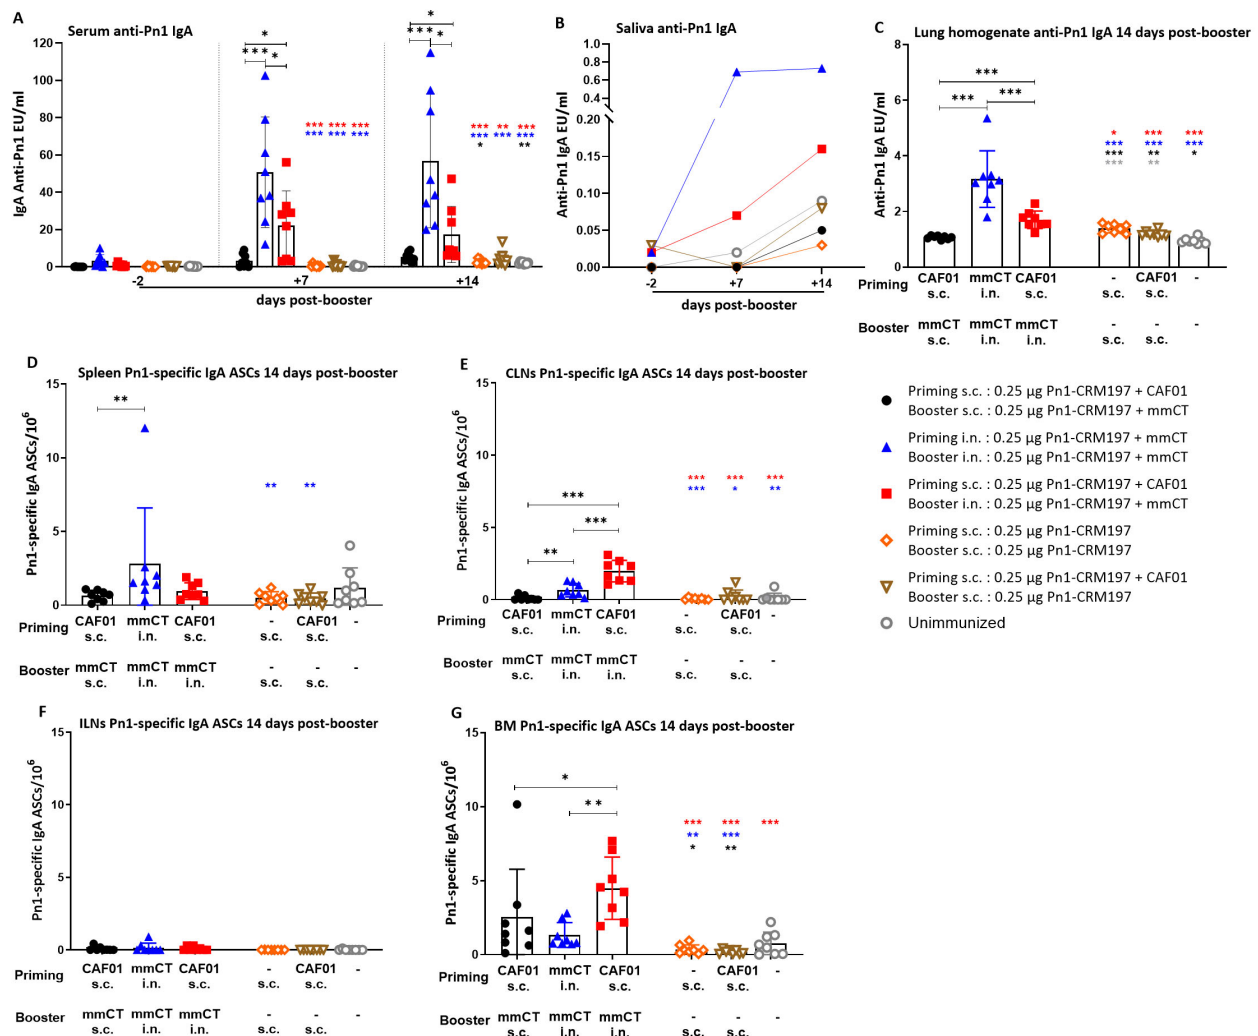 A
Serum anti-Pn1 IgA
IgA Anti-Pn1 EU/ml
120
100
80
60
40
20
0
*
***
*
*
***
*
*** *** ***
*** *** ***
*** ** ***
*** *** ***
* **
-2 +7 +14
days post-booster
B
Saliva anti-Pn1 IgA
Anti-Pn1 IgA EU/ml
1.0
0.8
0.6
0.4
0.20
0.15
0.10
0.05
0.00
-2 +7 +14
days post-booster
C
Lung homogenate anti-Pn1 IgA 14 days post-booster
Anti-Pn1 IgA EU/ml
8
6
4
2
0
***
*** ***
* *** ***
*** *** ***
*** ** *
*** **
Priming CAF01 mmCT CAF01 - CAF01 -
s.c. i.n. s.c. s.c. s.c.
Booster mmCT mmCT mmCT - - -
s.c. i.n. i.n. s.c. s.c.
D
Spleen Pn1-specific IgA ASCs 14 days post-booster
Pn1-specific IgA ASCs/10⁶
15
10
5
0
**
** **
Priming CAF01 mmCT CAF01 - CAF01 -
s.c. i.n. s.c. s.c. s.c.
Booster mmCT mmCT mmCT - - -
s.c. i.n. i.n. s.c. s.c.
E
CLNs Pn1-specific IgA ASCs 14 days post-booster
Pn1-specific IgA ASCs/10⁶
15
10
5
0
***
***
**
*** *** ***
*** * **
Priming CAF01 mmCT CAF01 - CAF01 -
s.c. i.n. s.c. s.c. s.c.
Booster mmCT mmCT mmCT - - -
s.c. i.n. i.n. s.c. s.c.
Priming s.c. : 0.25 µg Pn1-CRM197 + CAF01
Booster s.c. : 0.25 µg Pn1-CRM197 + mmCT
Priming i.n. : 0.25 µg Pn1-CRM197 + mmCT
Booster i.n. : 0.25 µg Pn1-CRM197 + mmCT
Priming s.c. : 0.25 µg Pn1-CRM197 + CAF01
Booster i.n. : 0.25 µg Pn1-CRM197 + mmCT
Priming s.c. : 0.25 µg Pn1-CRM197
Booster s.c. : 0.25 µg Pn1-CRM197
Priming s.c. : 0.25 µg Pn1-CRM197 + CAF01
Booster s.c. : 0.25 µg Pn1-CRM197
Unimmunized
F
ILNs Pn1-specific IgA ASCs 14 days post-booster
Pn1-specific IgA ASCs/10⁶
15
10
5
0
Priming CAF01 mmCT CAF01 - CAF01 -
s.c. i.n. s.c. s.c. s.c.
Booster mmCT mmCT mmCT - - -
s.c. i.n. i.n. s.c. s.c.
G
BM Pn1-specific IgA ASCs 14 days post-booster
Pn1-specific IgA ASCs/10⁶
15
10
5
0
*
**
*** *** ***
** ***
* **
Priming CAF01 mmCT CAF01 - CAF01 -
s.c. i.n. s.c. s.c. s.c.
Booster mmCT mmCT mmCT - - -
s.c. i.n. i.n. s.c. s.c.